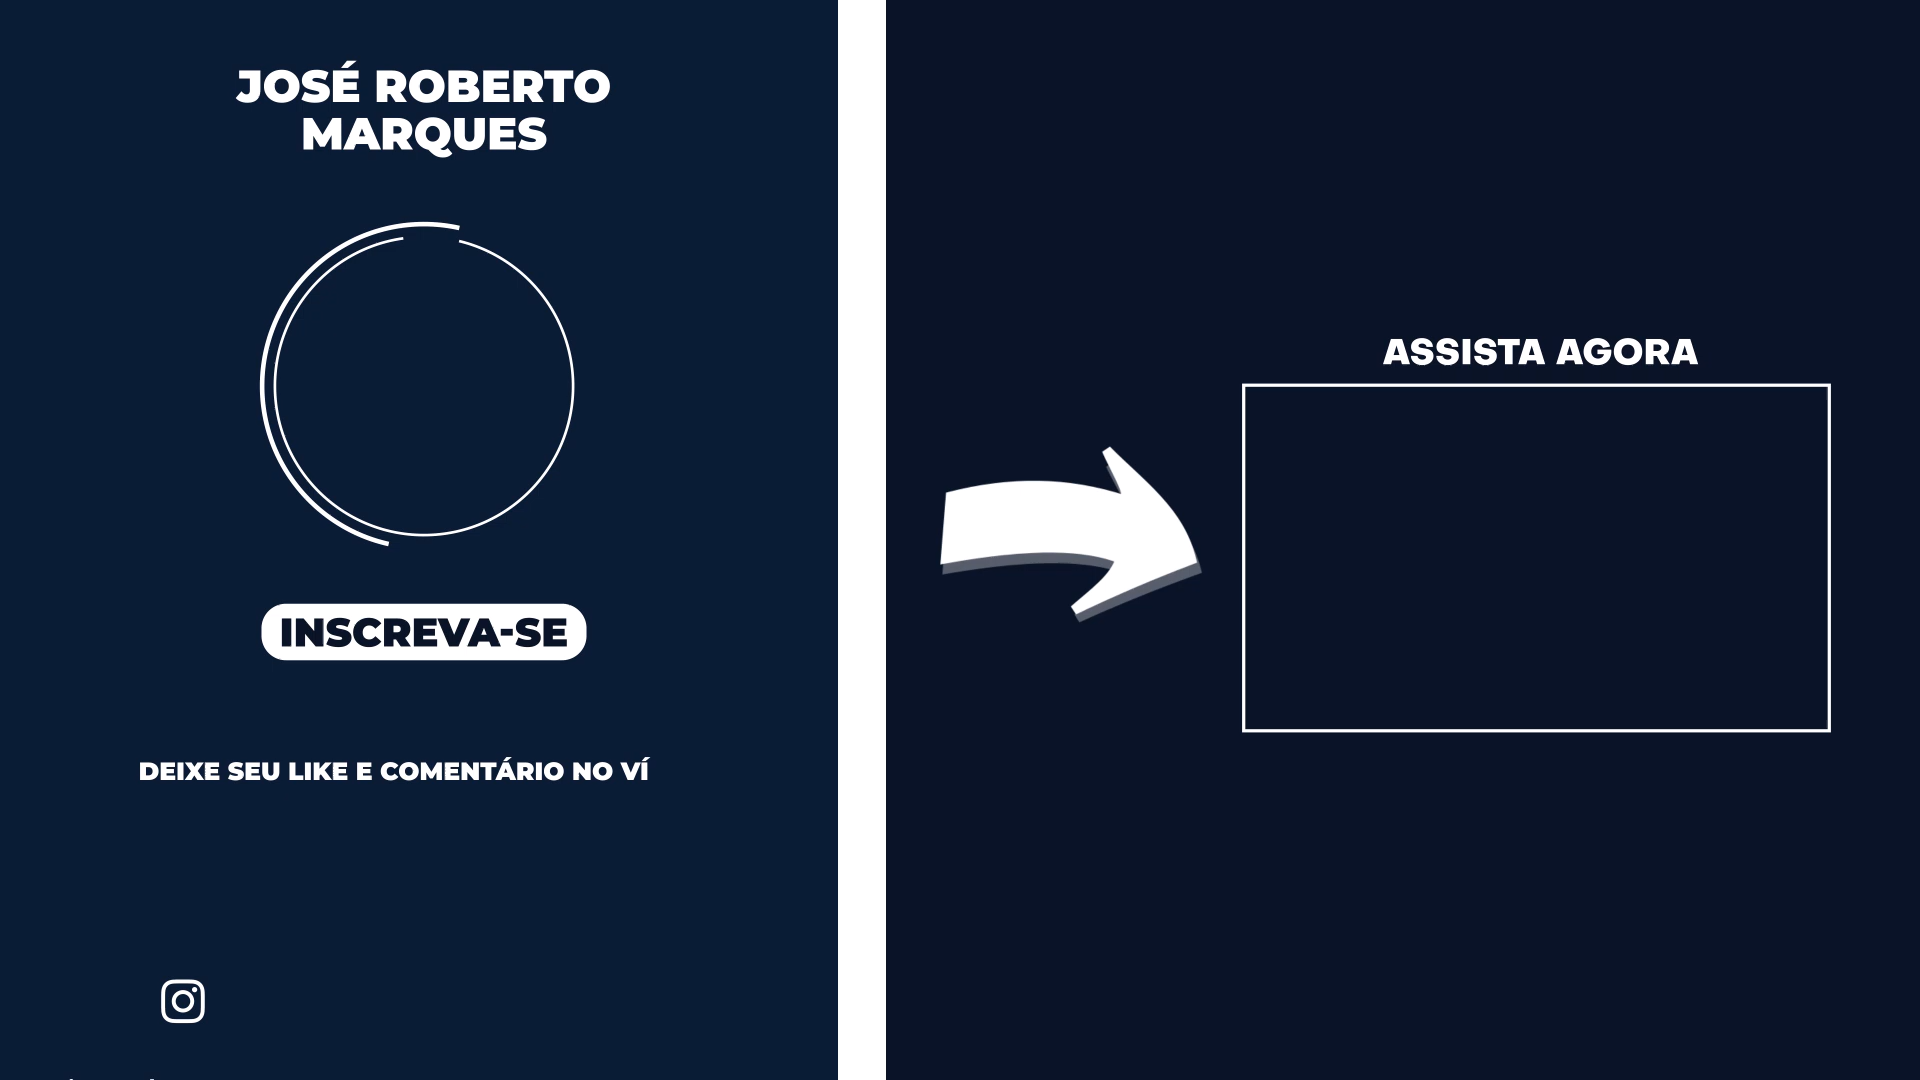 JOSÉ ROBERTO
MARQUES
INSCREVA-SE
DEIXE SEU LIKE E COMENTÁRIO NO VÍ
ASSISTA AGORA